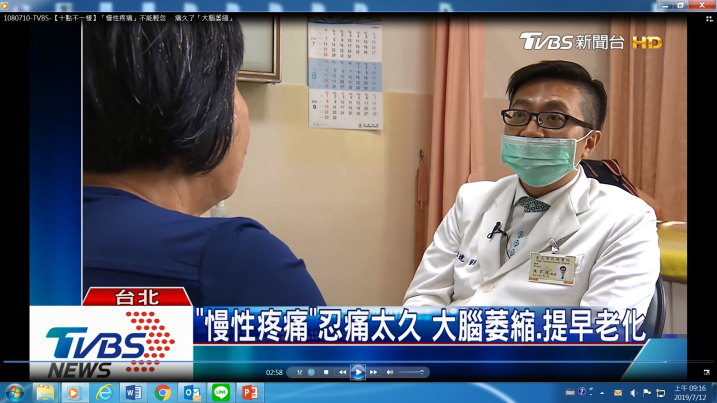 1080710-TVBS-【十點不一樣】「慢性疼痛」不能輕忽　痛久了「大腦萎縮」
TVBS新聞台 HD
7
8
9
台北
"慢性疼痛"忍痛太久 大腦萎縮.提早老化
TVBS
NEWS
02:58
上午 09:16
2019/7/12